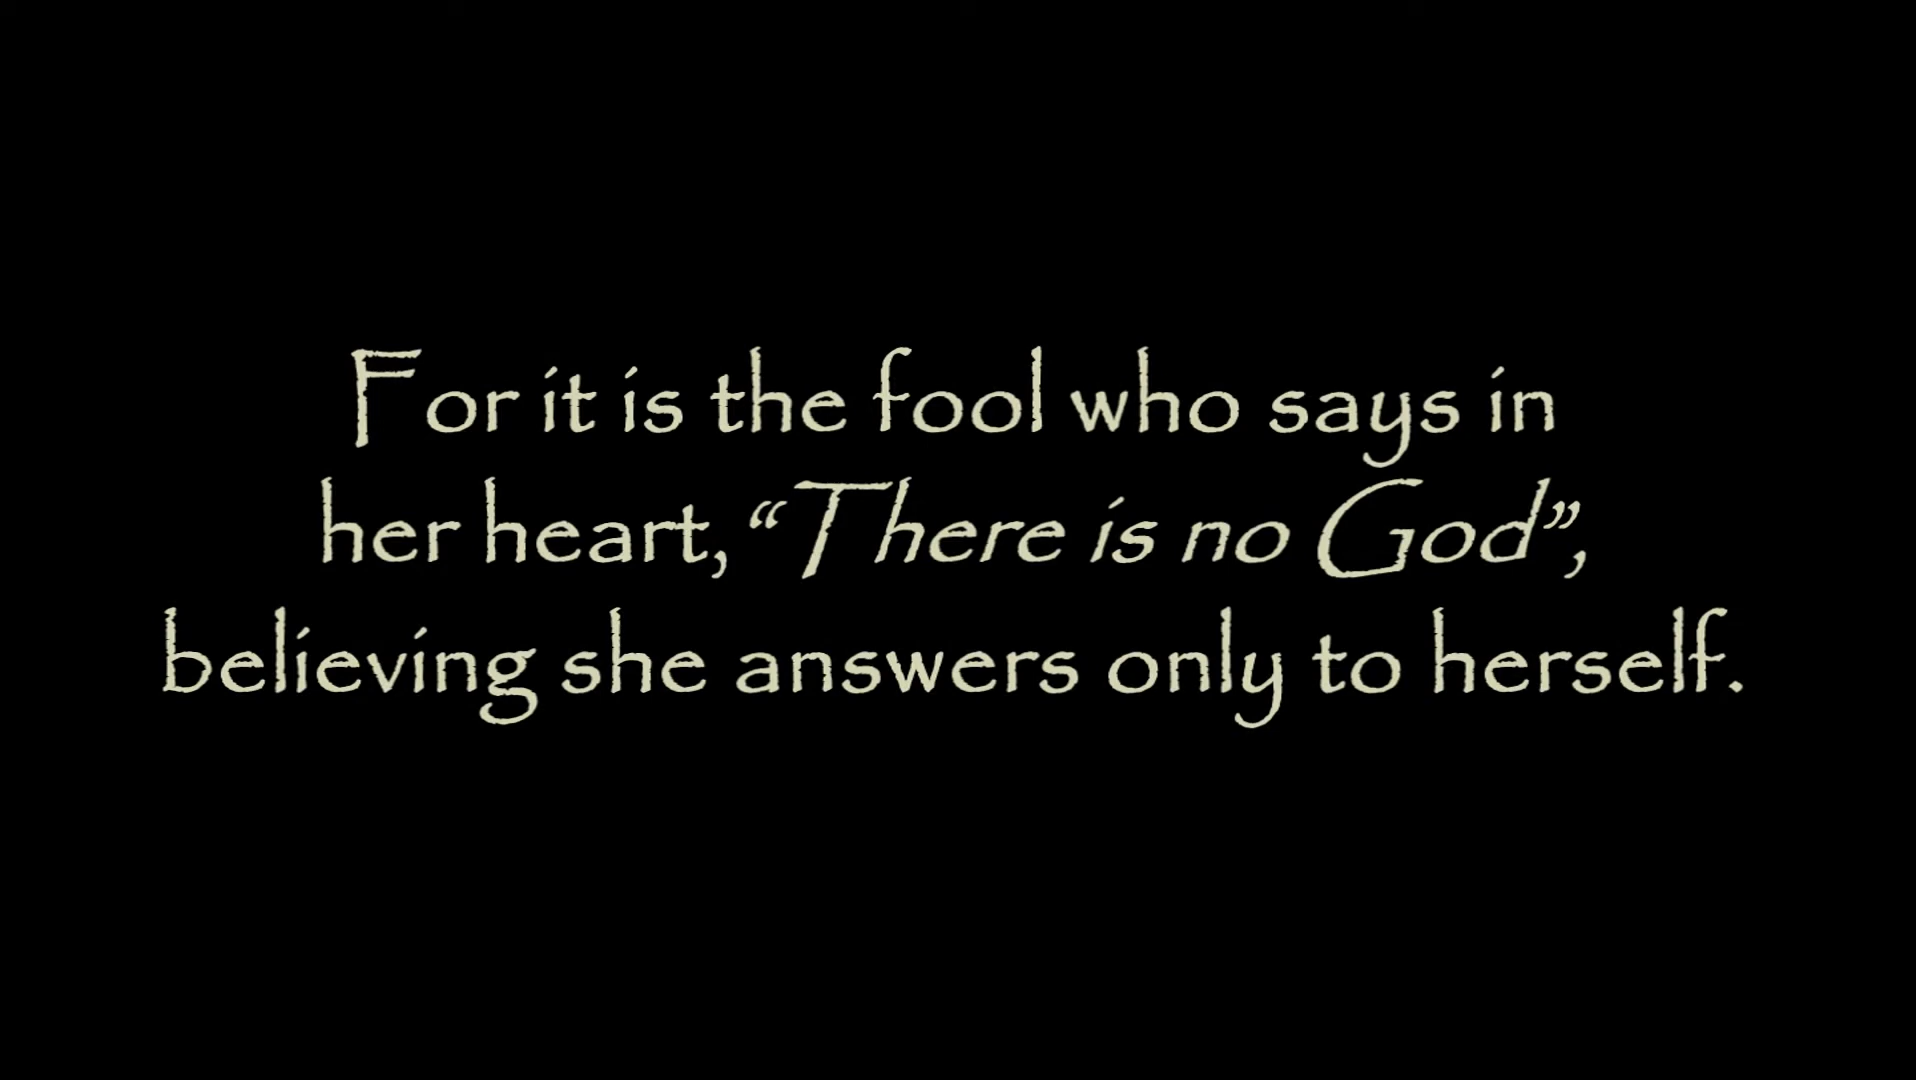 For it is the fool who says in
her heart, “There is no God”,
believing she answers only to herself.